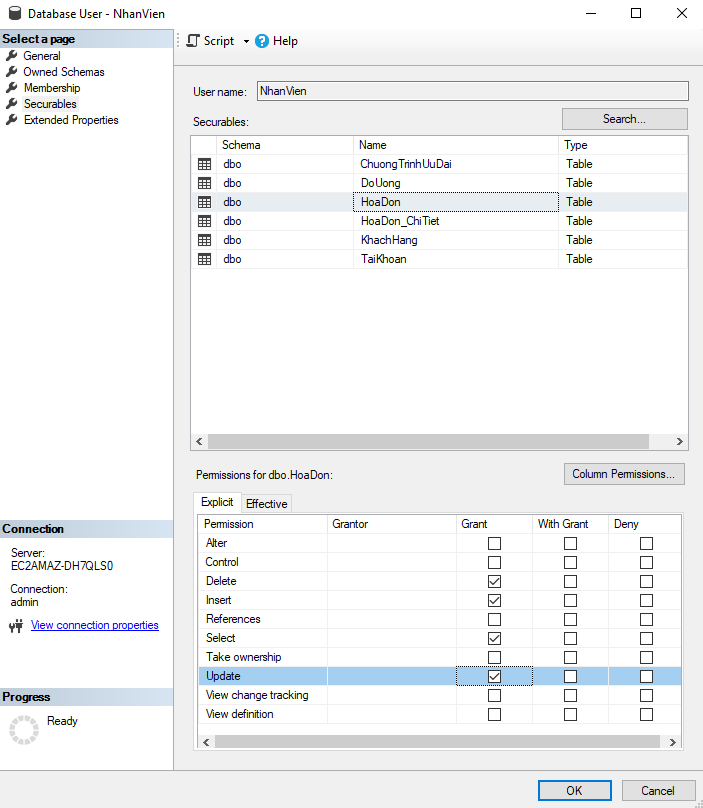 Database User - NhanVien
Select a page
General
Owned Schemas
Membership
Securables
Extended Properties
Script Help
User name: NhanVien
Securables: Search...
Schema Name Type
dbo ChuongTrinhUuDai Table
dbo DoUong Table
dbo HoaDon Table
dbo HoaDon_ChiTiet Table
dbo KhachHang Table
dbo TaiKhoan Table
Permissions for dbo.HoaDon: Column Permissions...
Explicit Effective
Permission Grantor Grant With Grant Deny
Alter
Control
Delete
Insert
References
Select
Take ownership
Update
View change tracking
View definition
Connection
Server:
EC2AMAZ-DH7QLS0
Connection:
admin
View connection properties
Progress
Ready
OK Cancel